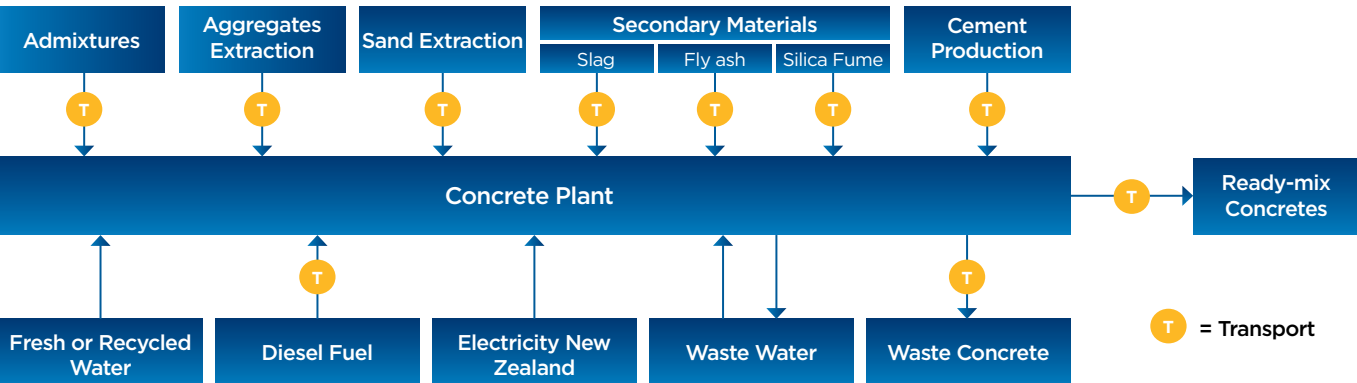 Admixtures
Aggregates
Extraction
Sand Extraction
Secondary Materials
Slag
Fly ash
Silica Fume
Cement
Production
T
T
T
T
T
T
T
Concrete Plant
T
Ready-mix
Concretes
T
T
Fresh or Recycled
Water
Diesel Fuel
Electricity New
Zealand
Waste Water
Waste Concrete
T
= Transport